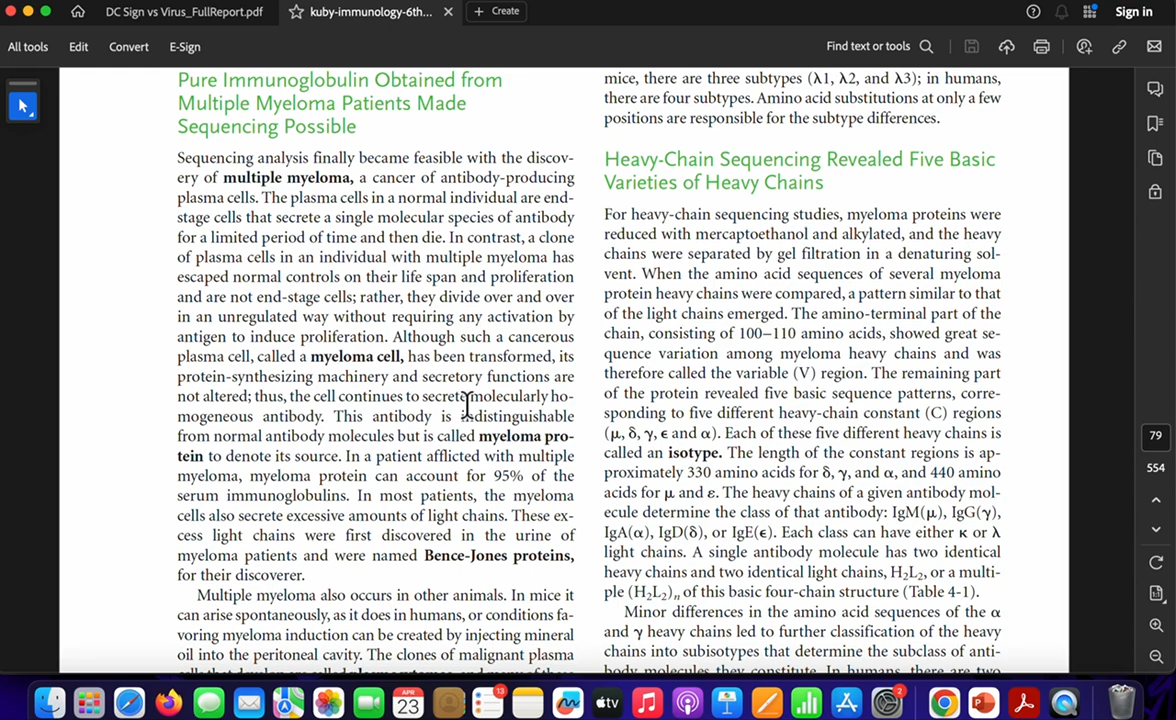 DC Sign vs Virus_FullReport.pdf
kuby-immunology-6th...
Create
Sign in
All tools
Edit
Convert
E-Sign
Find text or tools
Pure Immunoglobulin Obtained from
Multiple Myeloma Patients Made
Sequencing Possible
Sequencing analysis finally became feasible with the discov-
ery of multiple myeloma, a cancer of antibody-producing
plasma cells. The plasma cells in a normal individual are end-
stage cells that secrete a single molecular species of antibody
for a limited period of time and then die. In contrast, a clone
of plasma cells in an individual with multiple myeloma has
escaped normal controls on their life span and proliferation
and are not end-stage cells; rather, they divide over and over
in an unregulated way without requiring any activation by
antigen to induce proliferation. Although such a cancerous
plasma cell, called a myeloma cell, has been transformed, its
protein-synthesizing machinery and secretory functions are
not altered; thus, the cell continues to secrete molecularly ho-
mogeneous antibody. This antibody is indistinguishable
from normal antibody molecules but is called myeloma pro-
tein to denote its source. In a patient afflicted with multiple
myeloma, myeloma protein can account for 95% of the
serum immunoglobulins. In most patients, the myeloma
cells also secrete excessive amounts of light chains. These ex-
cess light chains were first discovered in the urine of
myeloma patients and were named Bence-Jones proteins,
for their discoverer.
Multiple myeloma also occurs in other animals. In mice it
can arise spontaneously, as it does in humans, or conditions fa-
voring myeloma induction can be created by injecting mineral
oil into the peritoneal cavity. The clones of malignant plasma
mice, there are three subtypes (λ1, λ2, and λ3); in humans,
there are four subtypes. Amino acid substitutions at only a few
positions are responsible for the subtype differences.
Heavy-Chain Sequencing Revealed Five Basic
Varieties of Heavy Chains
For heavy-chain sequencing studies, myeloma proteins were
reduced with mercaptoethanol and alkylated, and the heavy
chains were separated by gel filtration in a denaturing sol-
vent. When the amino acid sequences of several myeloma
protein heavy chains were compared, a pattern similar to that
of the light chains emerged. The amino-terminal part of the
chain, consisting of 100–110 amino acids, showed great se-
quence variation among myeloma heavy chains and was
therefore called the variable (V) region. The remaining part
of the protein revealed five basic sequence patterns, corre-
sponding to five different heavy-chain constant (C) regions
(μ, δ, γ, ϵ and α). Each of these five different heavy chains is
called an isotype. The length of the constant regions is ap-
proximately 330 amino acids for δ, γ, and α, and 440 amino
acids for μ and ε. The heavy chains of a given antibody mol-
ecule determine the class of that antibody: IgM(μ), IgG(γ),
IgA(α), IgD(δ), or IgE(ϵ). Each class can have either κ or λ
light chains. A single antibody molecule has two identical
heavy chains and two identical light chains, H2L2, or a multi-
ple (H2L2)n of this basic four-chain structure (Table 4-1).
Minor differences in the amino acid sequences of the α
and γ heavy chains led to further classification of the heavy
chains into subisotypes that determine the subclass of anti-
body molecules they constitute. In humans, there are two
79
554
APR
23
13
tv
2